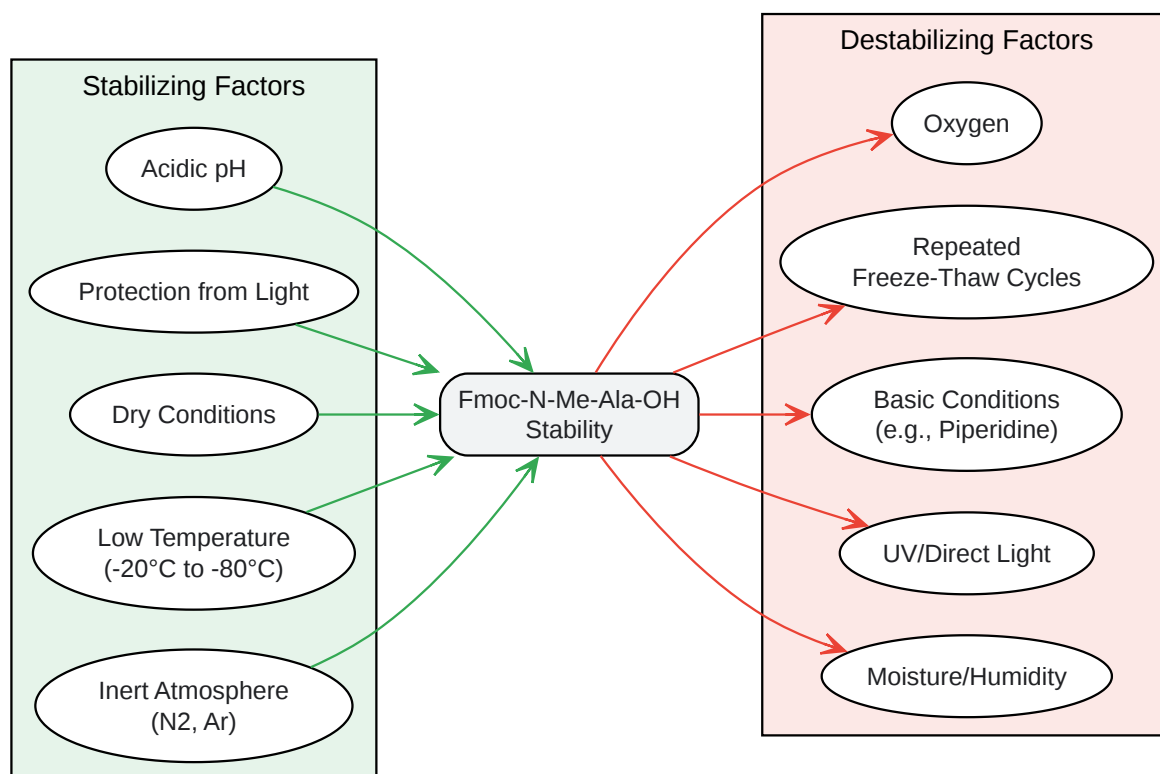 Stabilizing Factors
Acidic pH
Protection from Light
Dry Conditions
Low Temperature
(-20°C to -80°C)
Inert Atmosphere
(N2, Ar)
Fmoc-N-Me-Ala-OH
Stability
Destabilizing Factors
Oxygen
Repeated
Freeze-Thaw Cycles
Basic Conditions
(e.g., Piperidine)
UV/Direct Light
Moisture/Humidity